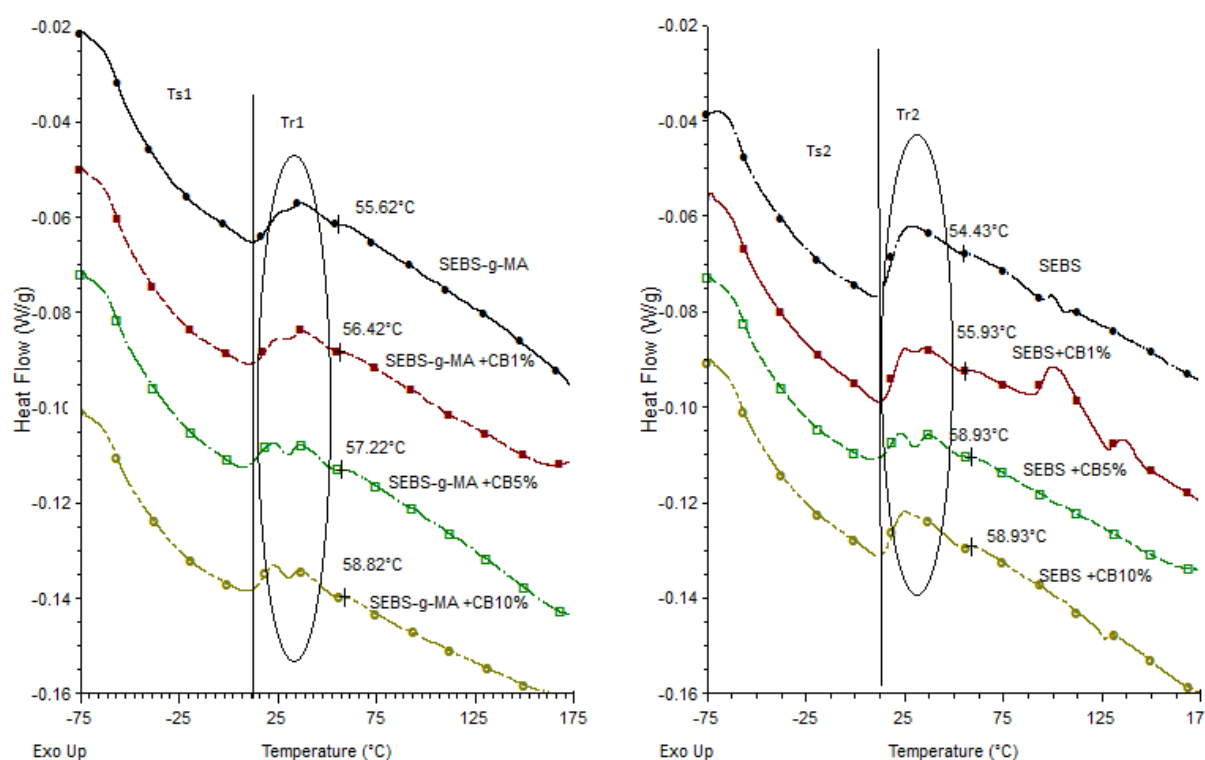 -0.02
-0.04
-0.06
-0.08
-0.10
-0.12
-0.14
-0.16
Heat Flow (W/g)
Ts1
Tr1
55.62°C
SEBS-g-MA
56.42°C
SEBS-g-MA +CB1%
57.22°C
SEBS-g-MA +CB5%
58.82°C
SEBS-g-MA +CB10%
-75
-25
25
75
125
175
Exo Up
Temperature (°C)
-0.02
-0.04
-0.06
-0.08
-0.10
-0.12
-0.14
-0.16
Heat Flow (W/g)
Ts2
Tr2
54.43°C
SEBS
55.93°C
SEBS+CB1%
58.93°C
SEBS +CB5%
58.93°C
SEBS +CB10%
-75
-25
25
75
125
17
Exo Up
Temperature (°C)